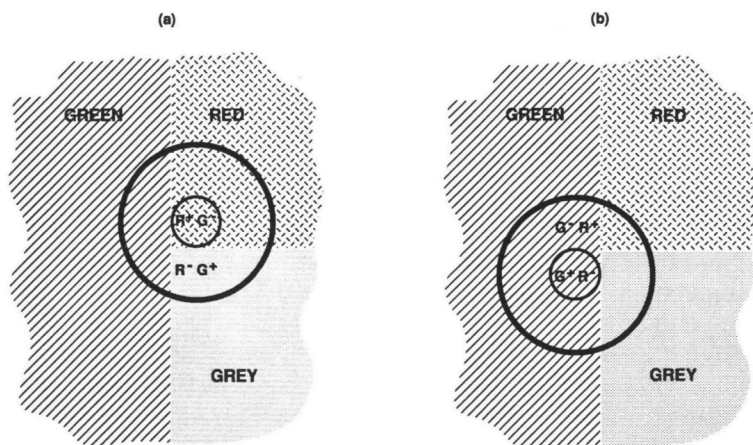 (a)
(b)
GREEN RED
GREEN RED
R⁺ G⁻
R⁻ G⁺
G⁻ R⁺
G⁺ R⁻
GREY
GREY